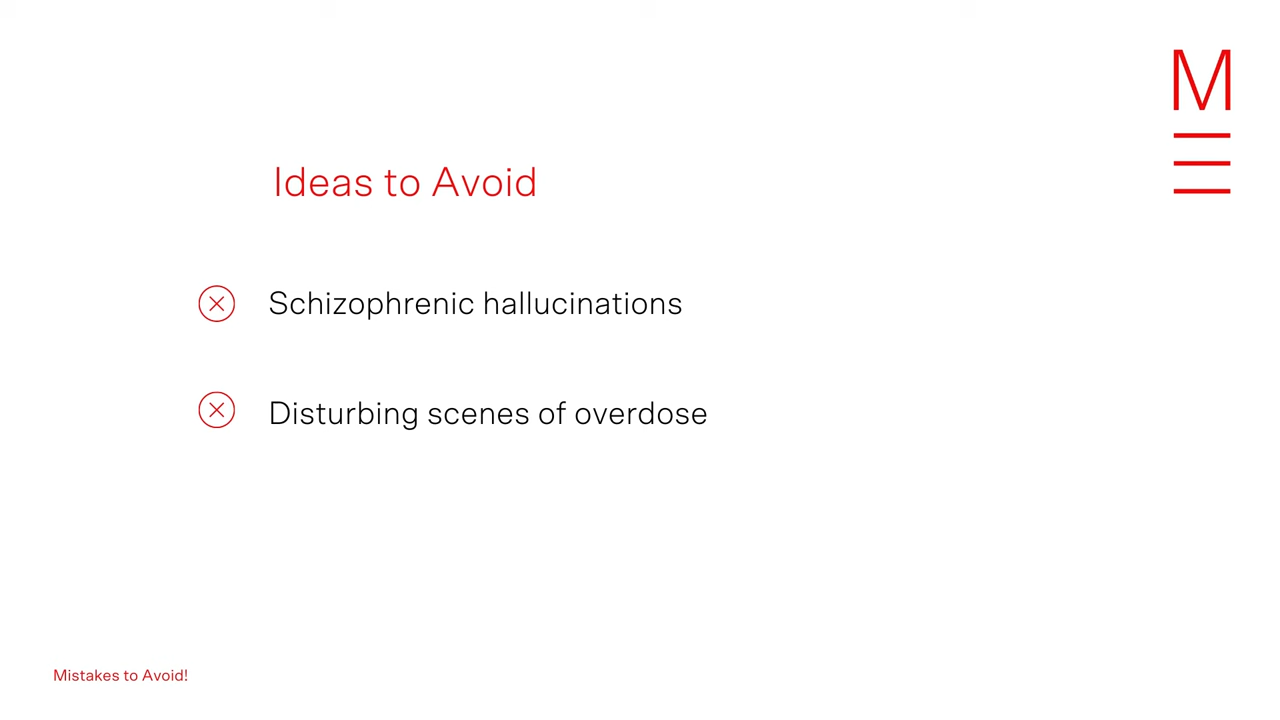 M
Ideas to Avoid
Schizophrenic hallucinations
Disturbing scenes of overdose
Mistakes to Avoid!